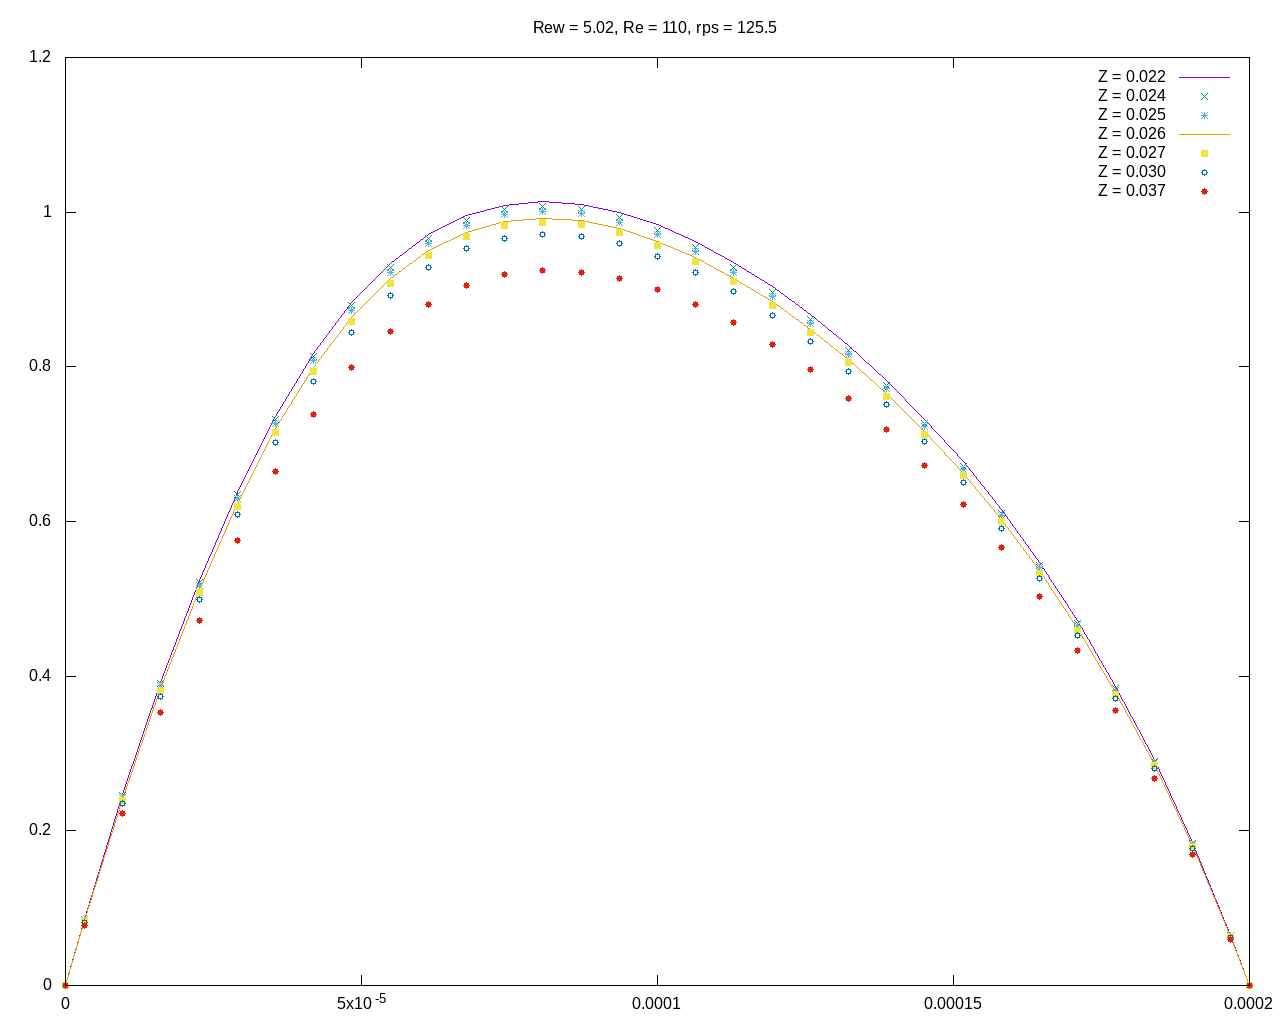 Rew = 5.02, Re = 110, rps = 125.5
1.2
Z = 0.022
Z = 0.024
Z = 0.025
Z = 0.026
Z = 0.027
Z = 0.030
Z = 0.037
1
0.8
0.6
0.4
0.2
0
0 5x10-5 0.0001 0.00015 0.0002